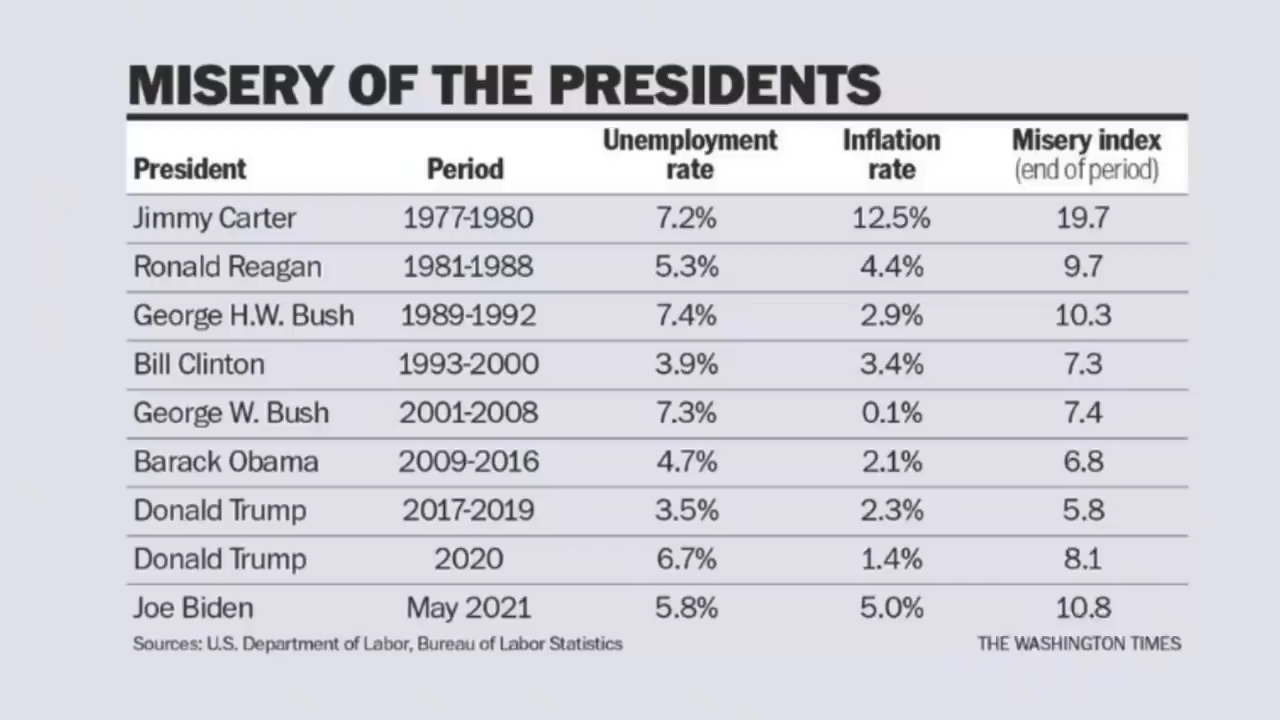 MISERY OF THE PRESIDENTS
President Period Unemployment rate Inflation rate Misery index (end of period)
Jimmy Carter 1977-1980 7.2% 12.5% 19.7
Ronald Reagan 1981-1988 5.3% 4.4% 9.7
George H.W. Bush 1989-1992 7.4% 2.9% 10.3
Bill Clinton 1993-2000 3.9% 3.4% 7.3
George W. Bush 2001-2008 7.3% 0.1% 7.4
Barack Obama 2009-2016 4.7% 2.1% 6.8
Donald Trump 2017-2019 3.5% 2.3% 5.8
Donald Trump 2020 6.7% 1.4% 8.1
Joe Biden May 2021 5.8% 5.0% 10.8
Sources: U.S. Department of Labor, Bureau of Labor Statistics THE WASHINGTON TIMES